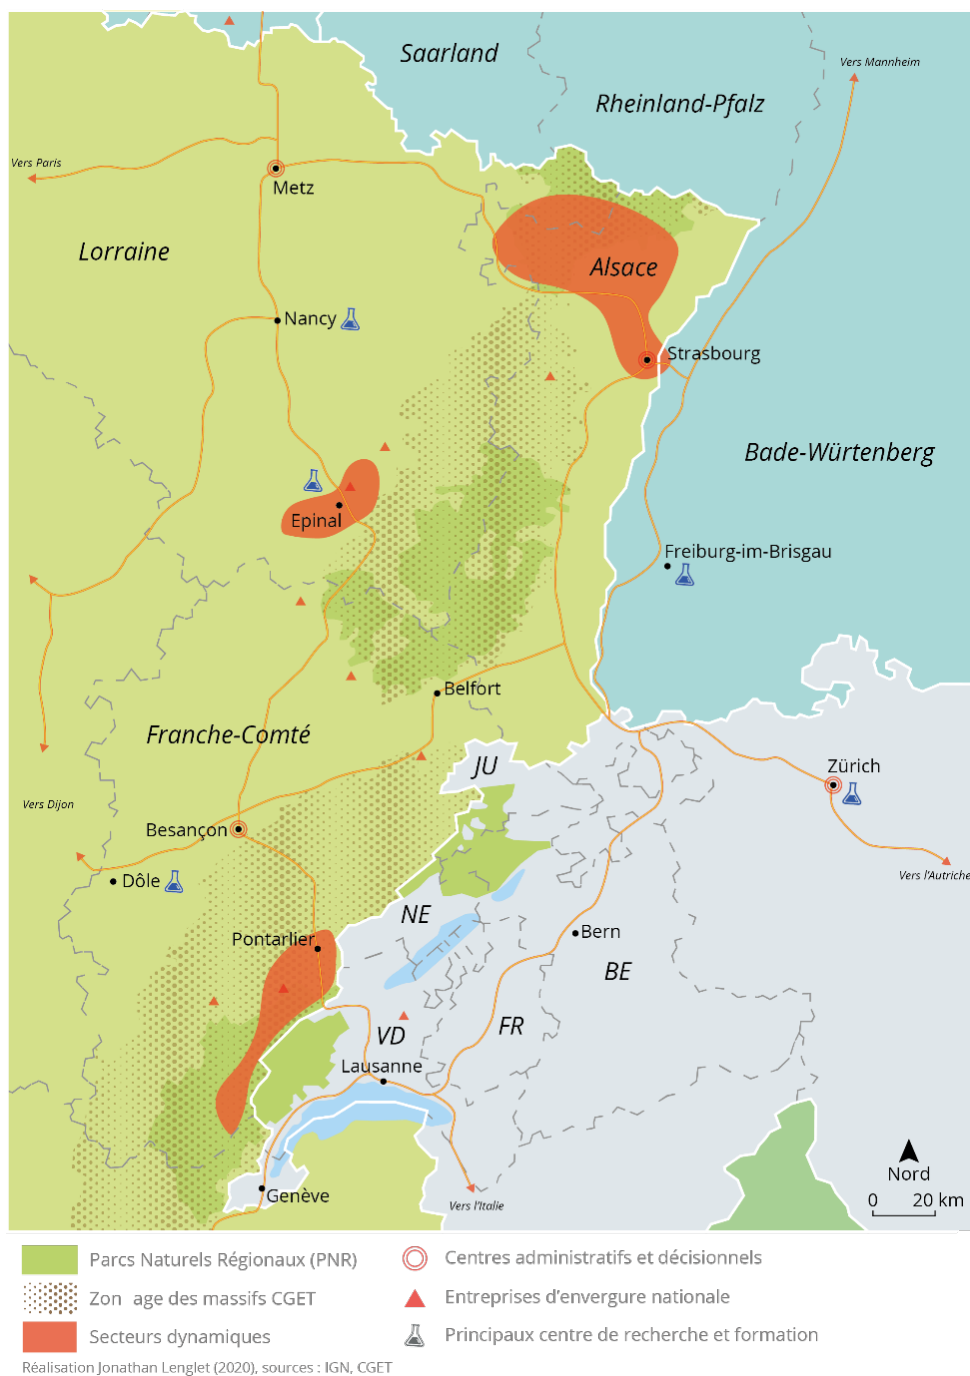 Saarland
Vers Mannheim
Rheinland-Pfalz
Vers Paris
Metz
Lorraine
Alsace
Nancy
Strasbourg
Bade-Würtenberg
Epinal
Freiburg-im-Brisgau
Belfort
Franche-Comté
JU
Zürich
Vers Dijon
Besançon
Vers l'Autriche
Dôle
NE
Pontarlier
Bern
BE
VD
FR
Lausanne
Nord
Genève
Vers l'Italie
0 20 km
Parcs Naturels Régionaux (PNR)
Centres administratifs et décisionnels
Zon age des massifs CGET
Entreprises d'envergure nationale
Secteurs dynamiques
Principaux centre de recherche et formation
Réalisation Jonathan Lenglet (2020), sources : IGN, CGET